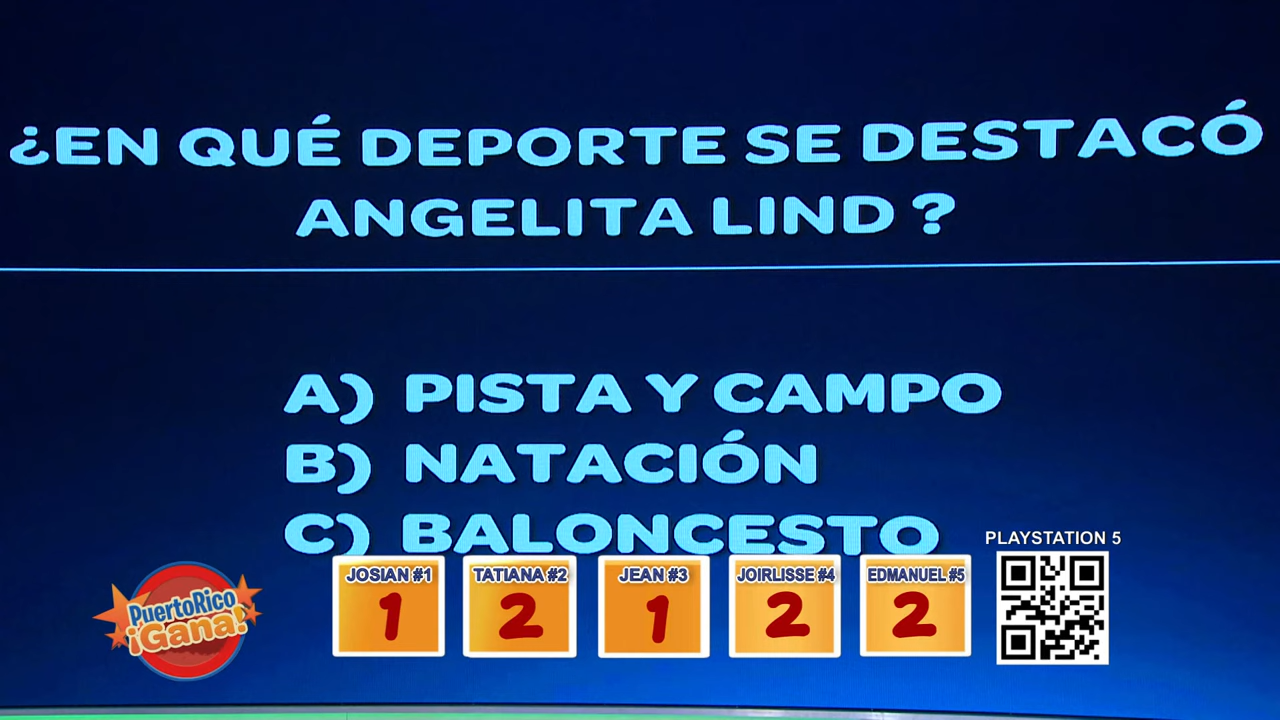 ¿EN QUÉ DEPORTE SE DESTACÓ
ANGELITA LIND ?
A) PISTA Y CAMPO
B) NATACIÓN
C) BALONCESTO
PLAYSTATION 5
JOSIAN #1
TATIANA #2
JEAN #3
JOIRLISSE #4
EDMANUEL #5
1
2
1
2
2
PuertoRico
¡Gana!